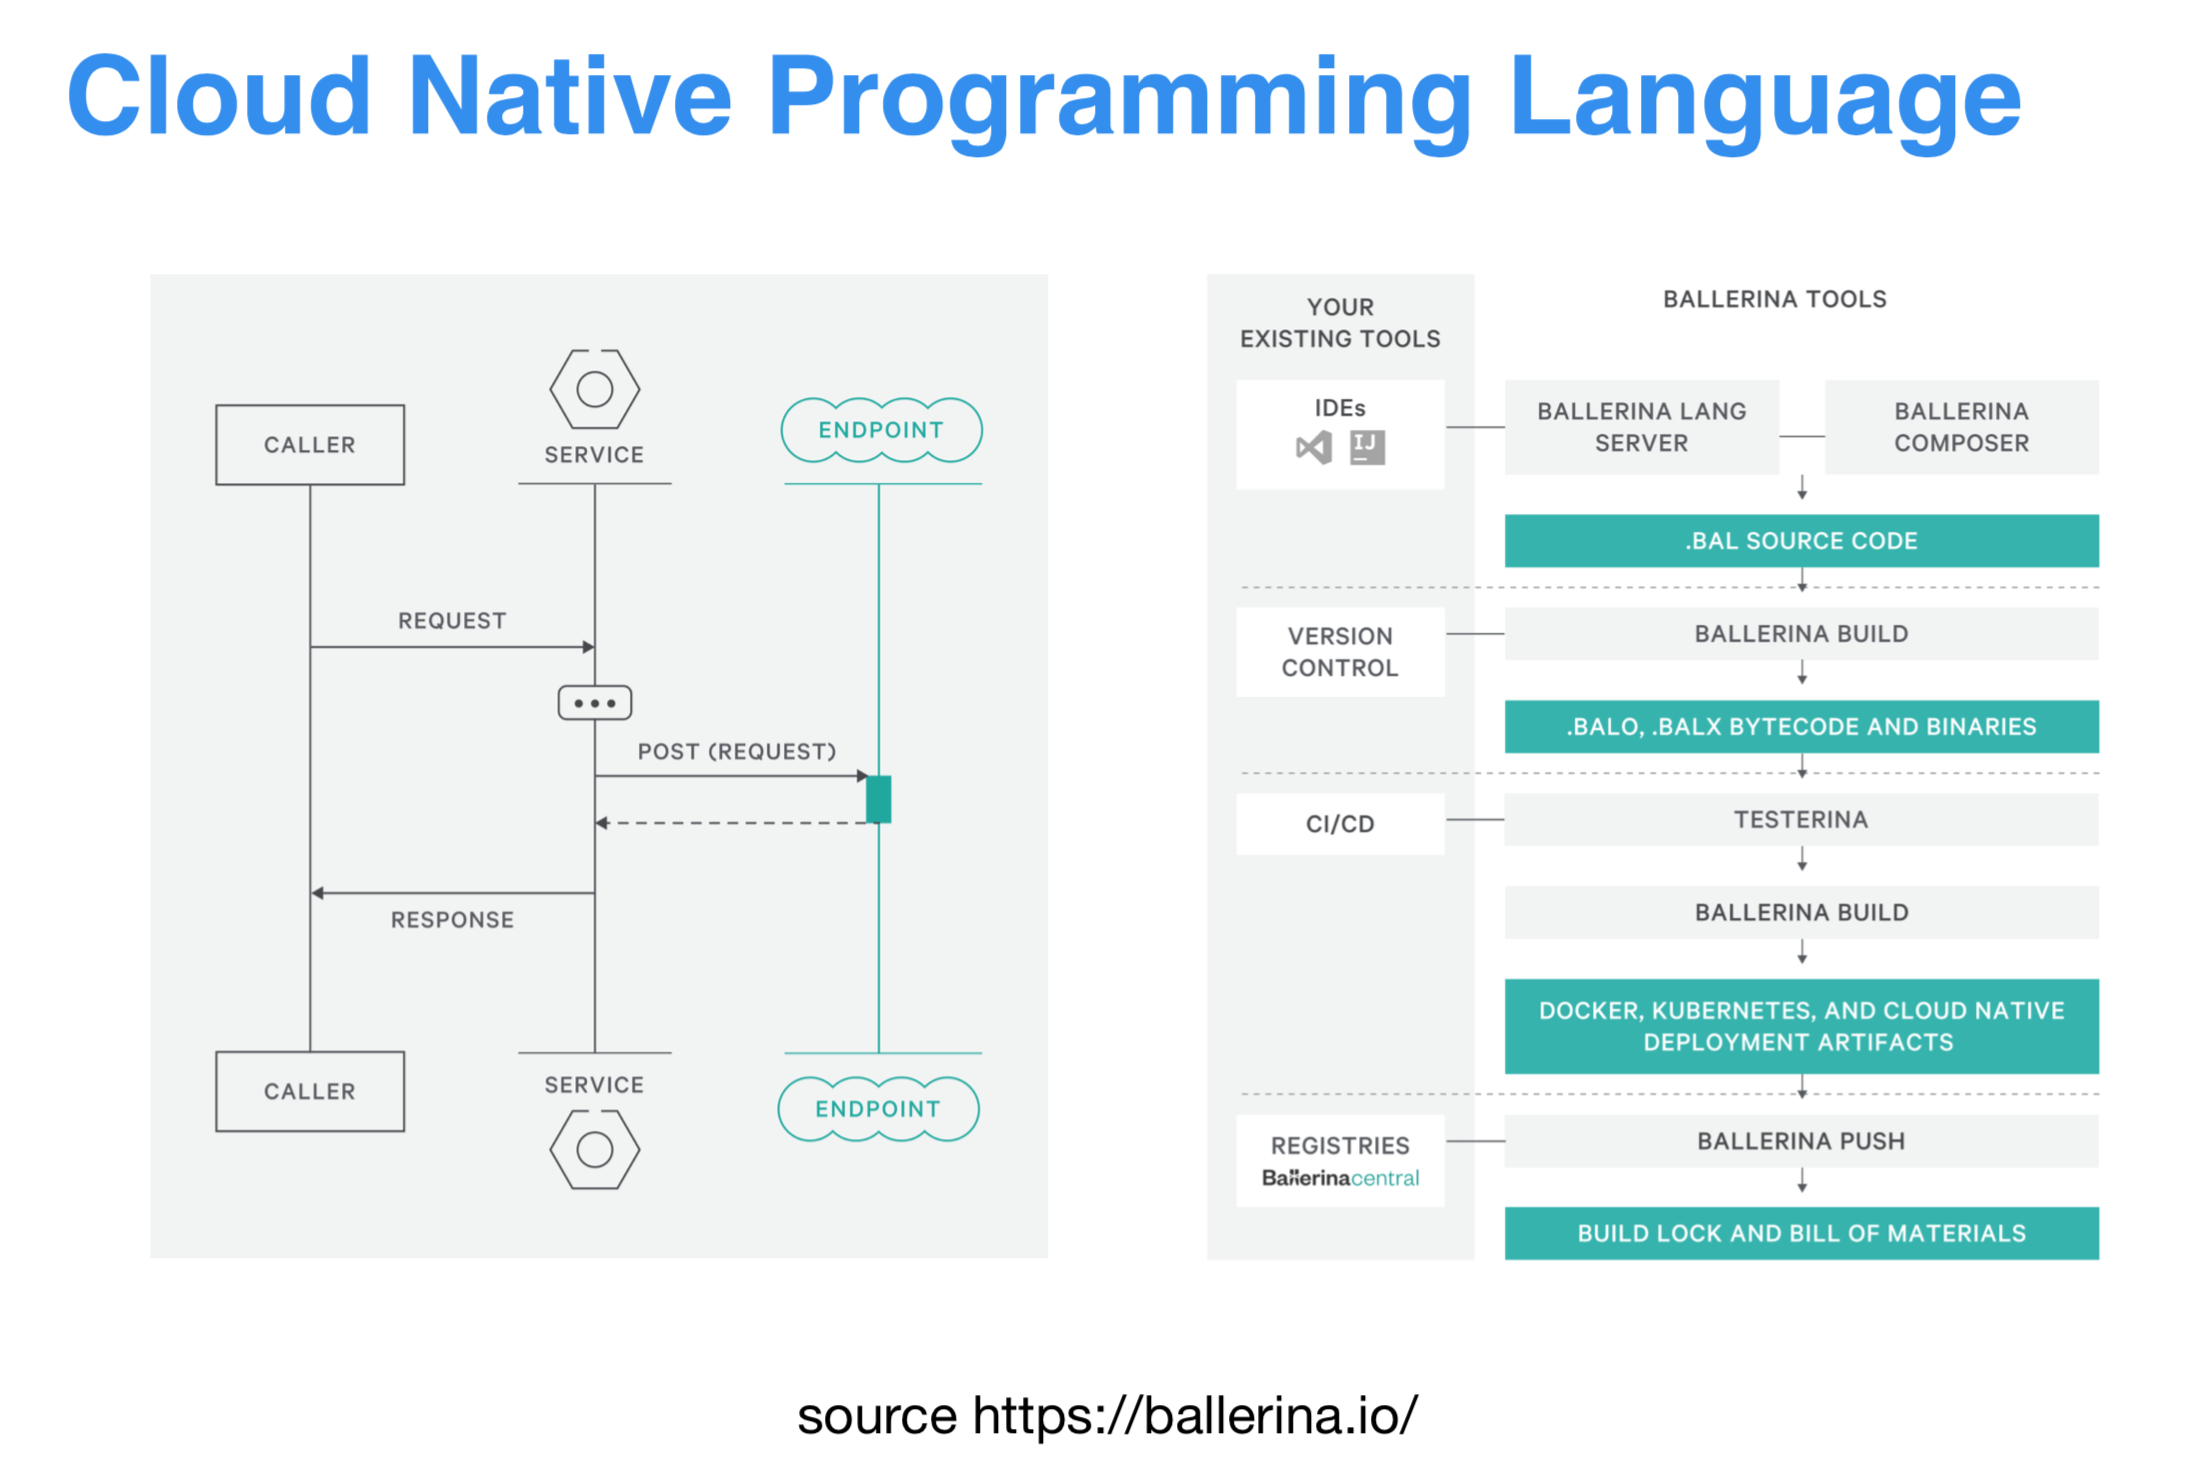 Cloud Native Programming Language
CALLER
SERVICE
ENDPOINT
REQUEST
POST (REQUEST)
RESPONSE
CALLER
SERVICE
ENDPOINT
YOUR
EXISTING TOOLS
BALLERINA TOOLS
IDEs
IJ
BALLERINA LANG
SERVER
BALLERINA
COMPOSER
.BAL SOURCE CODE
VERSION
CONTROL
BALLERINA BUILD
.BALO, .BALX BYTECODE AND BINARIES
CI/CD
TESTERINA
BALLERINA BUILD
DOCKER, KUBERNETES, AND CLOUD NATIVE
DEPLOYMENT ARTIFACTS
REGISTRIES
Ballerinacentral
BALLERINA PUSH
BUILD LOCK AND BILL OF MATERIALS
source https://ballerina.io/